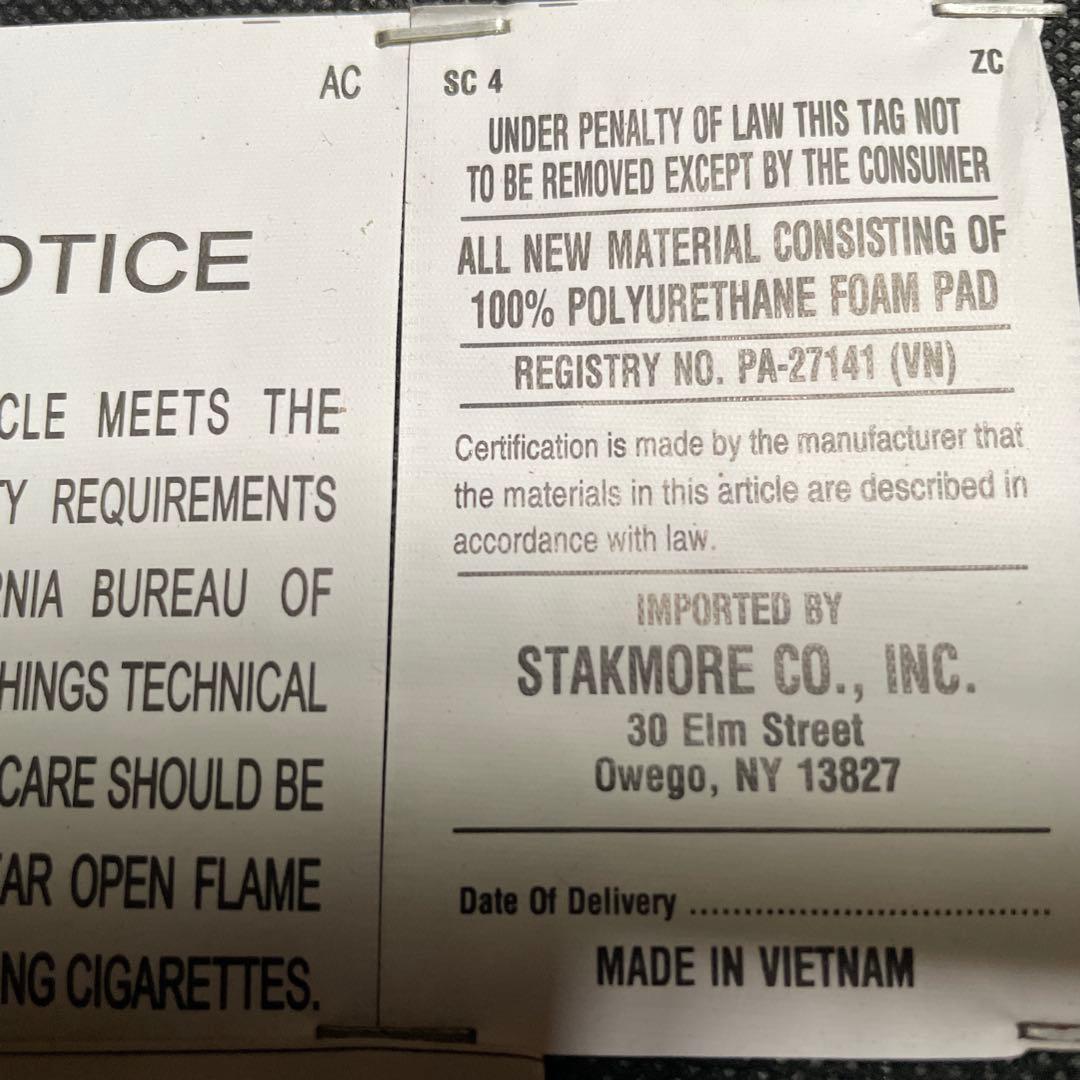 AC
OTICE
CLE MEETS THE
Y REQUIREMENTS
RNIA BUREAU OF
HINGS TECHNICAL
CARE SHOULD BE
AR OPEN FLAME
NG CIGARETTES.
SC 4
ZC
UNDER PENALTY OF LAW THIS TAG NOT
TO BE REMOVED EXCEPT BY THE CONSUMER
ALL NEW MATERIAL CONSISTING OF
100% POLYURETHANE FOAM PAD
REGISTRY NO. PA-27141 (VN)
Certification is made by the manufacturer that
the materials in this article are described in
accordance with law.
IMPORTED BY
STAKMORE CO., INC.
30 Elm Street
Owego, NY 13827
Date Of Delivery ....................................
MADE IN VIETNAM